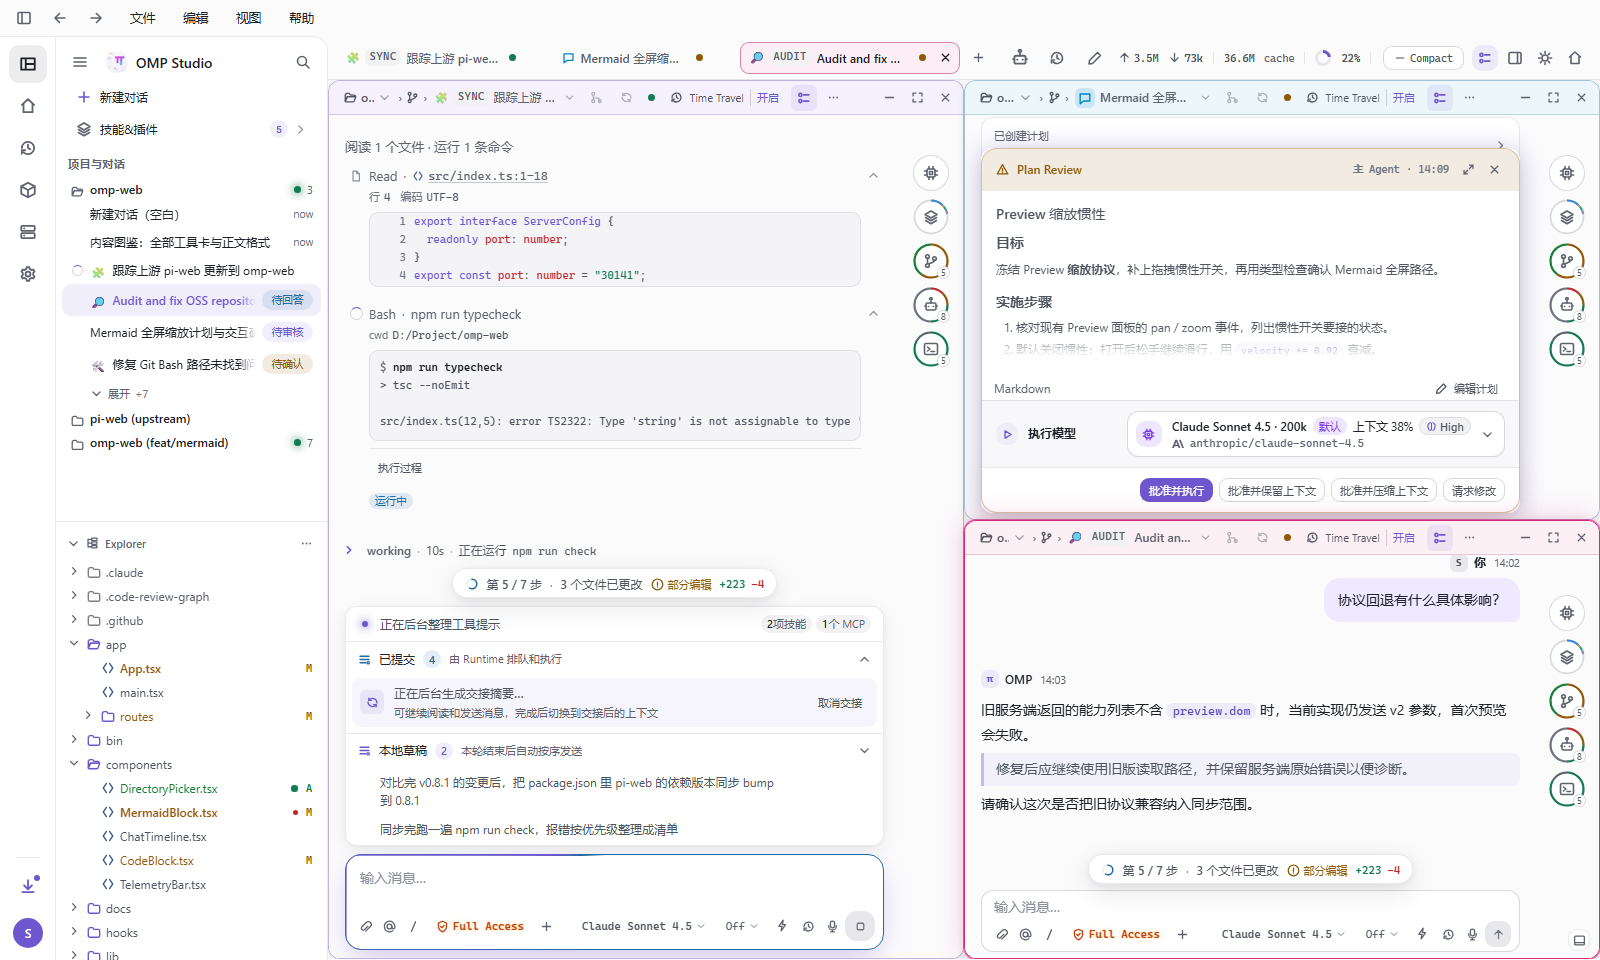 文件 编辑 视图 帮助
OMP Studio
新建对话
技能&插件 5
项目与对话
omp-web 3
新建对话（空白） now
内容图鉴：全部工具卡与正文格式 now
跟踪上游 pi-web 更新到 omp-web
Audit and fix OSS reposito 待回答
Mermaid 全屏缩放计划与交互 待审核
修复 Git Bash 路径未找到 待确认
展开 +7
pi-web (upstream)
omp-web (feat/mermaid) 7
Explorer
.claude
.code-review-graph
.github
app
App.tsx M
main.tsx
routes M
bin
components
DirectoryPicker.tsx A
MermaidBlock.tsx M
ChatTimeline.tsx
CodeBlock.tsx M
TelemetryBar.tsx
docs
hooks
lib
S
SYNC 跟踪上游 pi-we...
Mermaid 全屏缩...
AUDIT Audit and fix ...
3.5M 73k 36.6M cache 22% Compact
o.. SYNC 跟踪上游 ... Time Travel 开启
阅读 1 个文件 · 运行 1 条命令
Read · src/index.ts:1-18
行 4 编码 UTF-8
1 export interface ServerConfig {
2 readonly port: number;
3 }
4 export const port: number = "30141";
Bash · npm run typecheck
cwd D:/Project/omp-web
$ npm run typecheck
> tsc --noEmit
src/index.ts(12,5): error TS2322: Type 'string' is not assignable to type '
执行过程
运行中
working · 10s · 正在运行 npm run check
第 5 / 7 步 · 3 个文件已更改 部分编辑 +223 −4
正在后台整理工具提示 2项技能 1个 MCP
已提交 4 由 Runtime 排队和执行
正在后台生成交接摘要...
可继续阅读和发送消息，完成后切换到交接后的上下文
取消交接
本地草稿 2 本轮结束后自动按序发送
对比完 v0.8.1 的变更后，把 package.json 里 pi-web 的依赖版本同步 bump
到 0.8.1
同步完跑一遍 npm run check，报错按优先级整理成清单
输入消息...
@ / Full Access + Claude Sonnet 4.5 Off
5
8
5
o... Mermaid 全屏... Time Travel 开启
已创建计划
Plan Review 主 Agent · 14:09
Preview 缩放惯性
目标
冻结 Preview 缩放协议，补上拖拽惯性开关，再用类型检查确认 Mermaid 全屏路径。
实施步骤
1. 核对现有 Preview 面板的 pan / zoom 事件，列出惯性开关要接的状态。
2. 默认关闭惯性：打开后松手继续滑行，用 velocity *= 0.92 衰减。
Markdown 编辑计划
执行模型
Claude Sonnet 4.5 · 200k 默认 上下文 38% High
anthropic/claude-sonnet-4.5
批准并执行 批准并保留上下文 批准并压缩上下文 请求修改
5
8
5
o.. AUDIT Audit an... Time Travel 开启
S 你 14:02
协议回退有什么具体影响？
π OMP 14:03
旧服务端返回的能力列表不含 preview.dom 时，当前实现仍发送 v2 参数，首次预览
会失败。
修复后应继续使用旧版读取路径，并保留服务端原始错误以便诊断。
请确认这次是否把旧协议兼容纳入同步范围。
第 5 / 7 步 · 3 个文件已更改 部分编辑 +223 −4
输入消息...
@ / Full Access + Claude Sonnet 4.5 Off
5
8
5